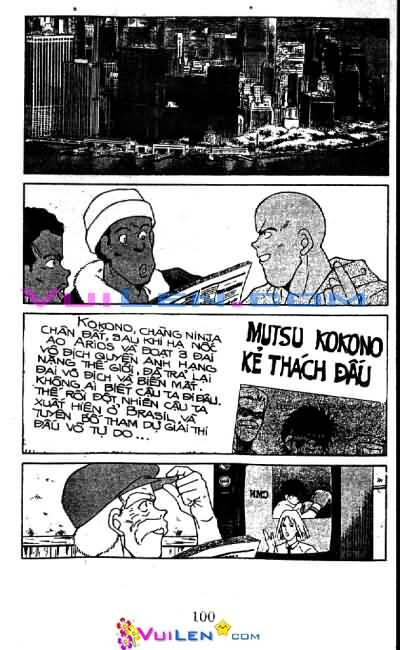 VUILEN.COM
KOKONO, CHÀNG NINJA
CHÂN ĐẤT, SAU KHI HẠ NỐC
AO ARIOS VÀ ĐOẠT 3 ĐAI
VÔ ĐỊCH QUYỀN ANH HẠNG
NẶNG THẾ GIỚI, ĐÃ TRẢ LẠI
ĐAI VÔ ĐỊCH VÀ BIẾN MẤT.
KHÔNG AI BIẾT CẬU TA ĐI ĐÂU.
THẾ RỒI ĐỘT NHIÊN CẬU TA
XUẤT HIỆN Ở BRASIL VÀ
TUYÊN BỐ THAM DỰ GIẢI THI
ĐẤU VÕ TỰ DO...
MUTSU KOKONO
KẺ THÁCH ĐẤU
CNN
100
VUILEN.COM